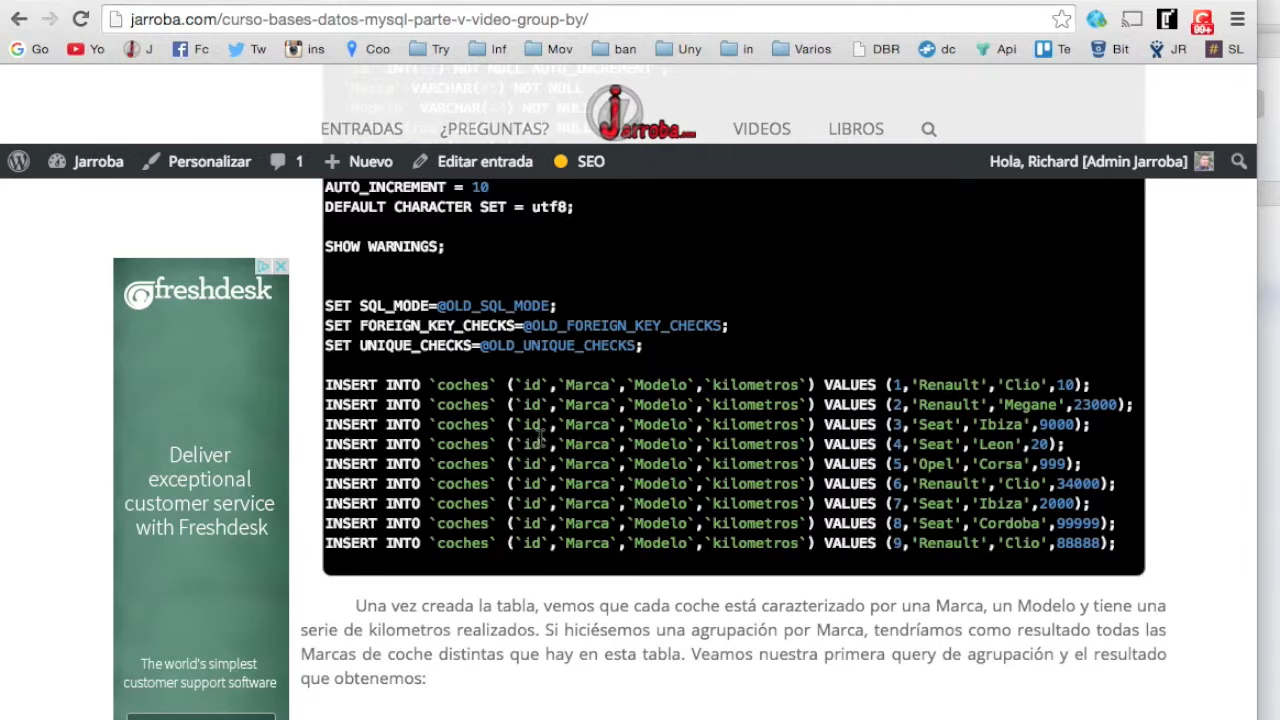 jarroba.com/curso-bases-datos-mysql-parte-v-video-group-by/
99+
Go Yo J Fc Tw ins Coo Try Inf Mov ban Uny in Varios DBR dc Api Te Bit JR SL
NOT NULL AUTO_INCREMENT
VARCHAR NOT NULL
NOT NULL
ENTRADAS ¿PREGUNTAS? Jarroba.com VIDEOS LIBROS
Jarroba Personalizar 1 Nuevo Editar entrada SEO Hola, Richard [Admin Jarroba]
AUTO_INCREMENT = 10
DEFAULT CHARACTER SET = utf8;
SHOW WARNINGS;
SET SQL_MODE=@OLD_SQL_MODE;
SET FOREIGN_KEY_CHECKS=@OLD_FOREIGN_KEY_CHECKS;
SET UNIQUE_CHECKS=@OLD_UNIQUE_CHECKS;
INSERT INTO `coches` (`id`,`Marca`,`Modelo`,`kilometros`) VALUES (1,'Renault','Clio',10);
INSERT INTO `coches` (`id`,`Marca`,`Modelo`,`kilometros`) VALUES (2,'Renault','Megane',23000);
INSERT INTO `coches` (`id`,`Marca`,`Modelo`,`kilometros`) VALUES (3,'Seat','Ibiza',9000);
INSERT INTO `coches` (`id`,`Marca`,`Modelo`,`kilometros`) VALUES (4,'Seat','Leon',20);
INSERT INTO `coches` (`id`,`Marca`,`Modelo`,`kilometros`) VALUES (5,'Opel','Corsa',999);
INSERT INTO `coches` (`id`,`Marca`,`Modelo`,`kilometros`) VALUES (6,'Renault','Clio',34000);
INSERT INTO `coches` (`id`,`Marca`,`Modelo`,`kilometros`) VALUES (7,'Seat','Ibiza',2000);
INSERT INTO `coches` (`id`,`Marca`,`Modelo`,`kilometros`) VALUES (8,'Seat','Cordoba',99999);
INSERT INTO `coches` (`id`,`Marca`,`Modelo`,`kilometros`) VALUES (9,'Renault','Clio',88888);
freshdesk
Deliver
exceptional
customer service
with Freshdesk
The world's simplest
customer support software
Una vez creada la tabla, vemos que cada coche está carazterizado por una Marca, un Modelo y tiene una
serie de kilometros realizados. Si hiciésemos una agrupación por Marca, tendríamos como resultado todas las
Marcas de coche distintas que hay en esta tabla. Veamos nuestra primera query de agrupación y el resultado
que obtenemos: